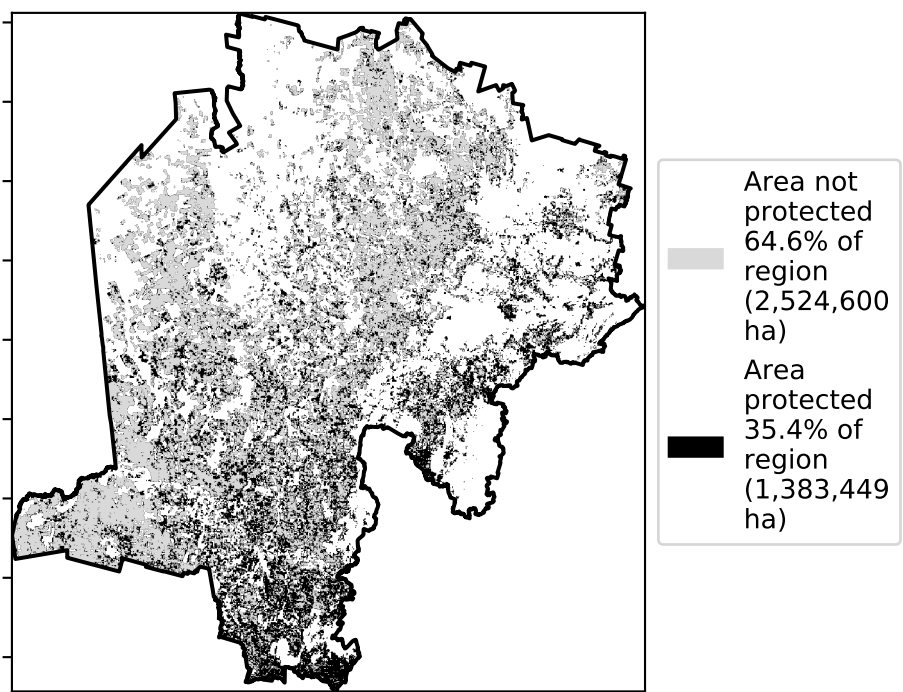 Area not
protected
64.6% of
region
(2,524,600
ha)
Area
protected
35.4% of
region
(1,383,449
ha)